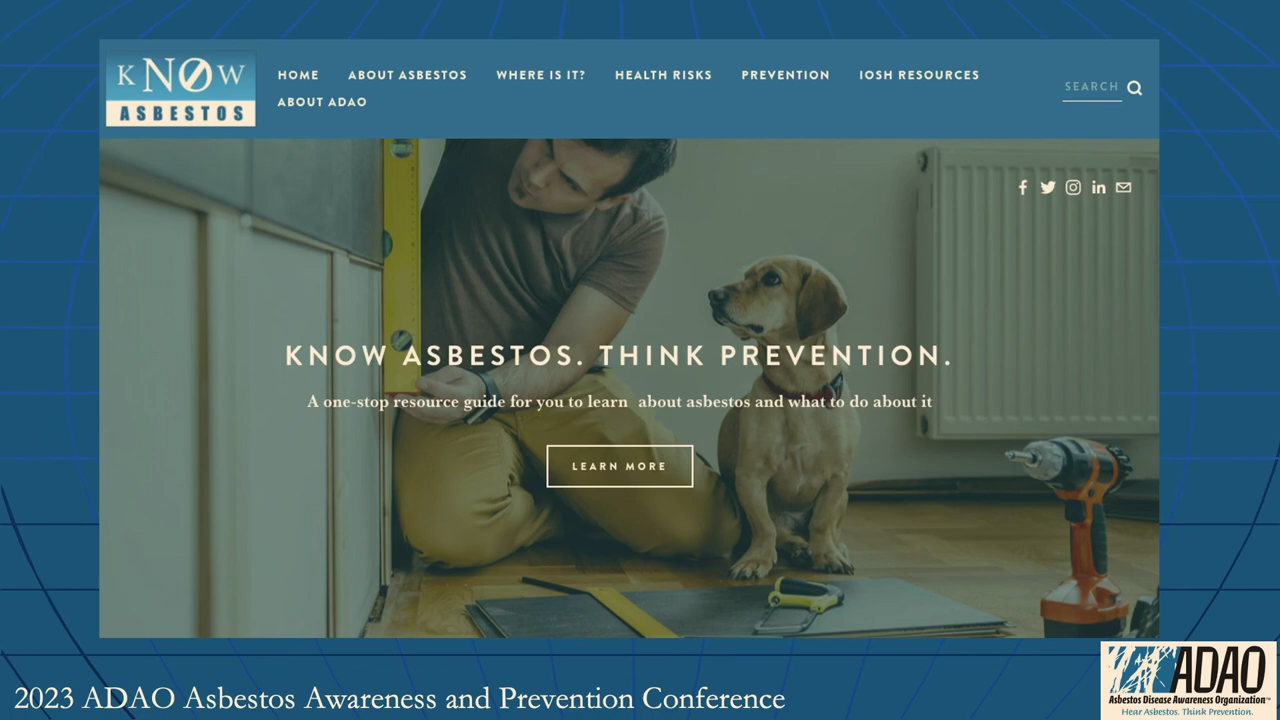 KNOW
ASBESTOS
HOME ABOUT ASBESTOS WHERE IS IT? HEALTH RISKS PREVENTION IOSH RESOURCES
ABOUT ADAO
SEARCH
KNOW ASBESTOS. THINK PREVENTION.
A one-stop resource guide for you to learn about asbestos and what to do about it
LEARN MORE
2023 ADAO Asbestos Awareness and Prevention Conference
ADAO
Asbestos Disease Awareness Organization™
Hear Asbestos. Think Prevention.